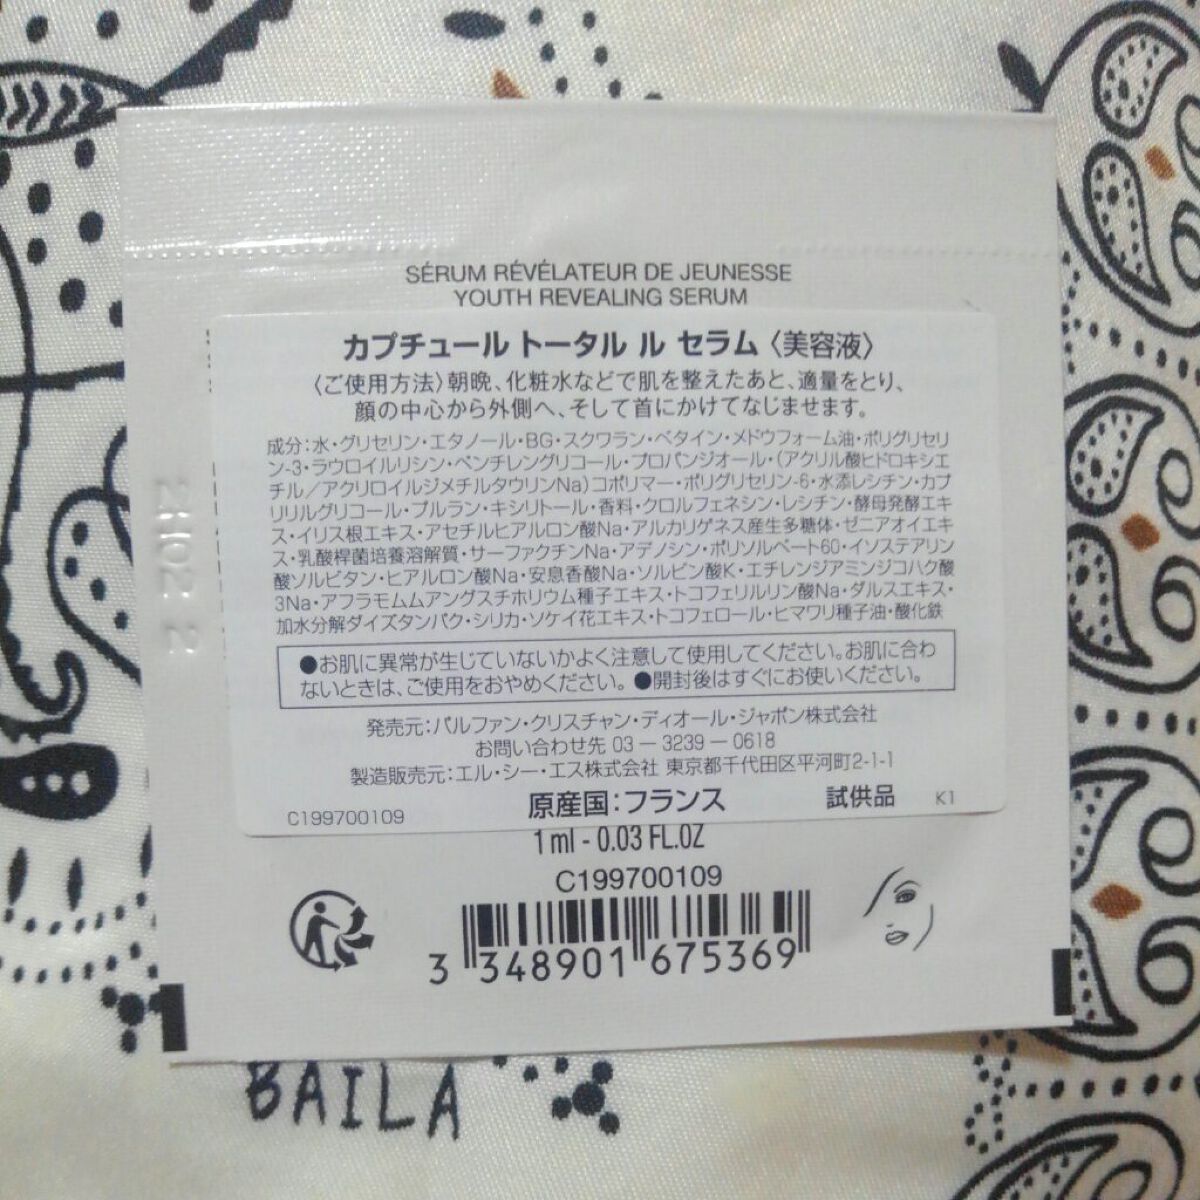 SÉRUM RÉVÉLATEUR DE JEUNESSE
YOUTH REVEALING SERUM
カプチュール トータル ル セラム〈美容液〉
〈ご使用方法〉朝晩、化粧水などで肌を整えたあと、適量をとり、
顔の中心から外側へ、そして首にかけてなじませます。
成分：水・グリセリン・エタノール・BG・スクワラン・ベタイン・メドウフォーム油・ポリグリセリ
ン-3・ラウロイルリシン・ペンチレングリコール・プロパンジオール・（アクリル酸ヒドロキシエ
チル／アクリロイルジメチルタウリンNa）コポリマー・ポリグリセリン-6・水添レシチン・カプ
リリルグリコール・プルラン・キシリトール・香料・クロルフェネシン・レシチン・酵母発酵エキ
ス・イリス根エキス・アセチルヒアルロン酸Na・アルカリゲネス産生多糖体・ゼニアオイエキ
ス・乳酸桿菌培養溶解質・サーファクチンNa・アデノシン・ポリソルベート60・イソステアリン
酸ソルビタン・ヒアルロン酸Na・安息香酸Na・ソルビン酸K・エチレンジアミンジコハク酸
3Na・アフラモムムアングスチホリウム種子エキス・トコフェリルリン酸Na・ダルスエキス・
加水分解ダイズタンパク・シリカ・ソケイ花エキス・トコフェロール・ヒマワリ種子油・酸化鉄
●お肌に異常が生じていないかよく注意して使用してください。お肌に合わ
ないときは、ご使用をおやめください。●開封後はすぐにお使いください。
発売元：パルファン・クリスチャン・ディオール・ジャポン株式会社
お問い合わせ先 03－3239－0618
製造販売元：エル・シー・エス株式会社 東京都千代田区平河町2-1-1
C199700109 原産国：フランス 試供品 K1
1 ml - 0.03 FL.OZ
C199700109
3 348901 675369
BAILA